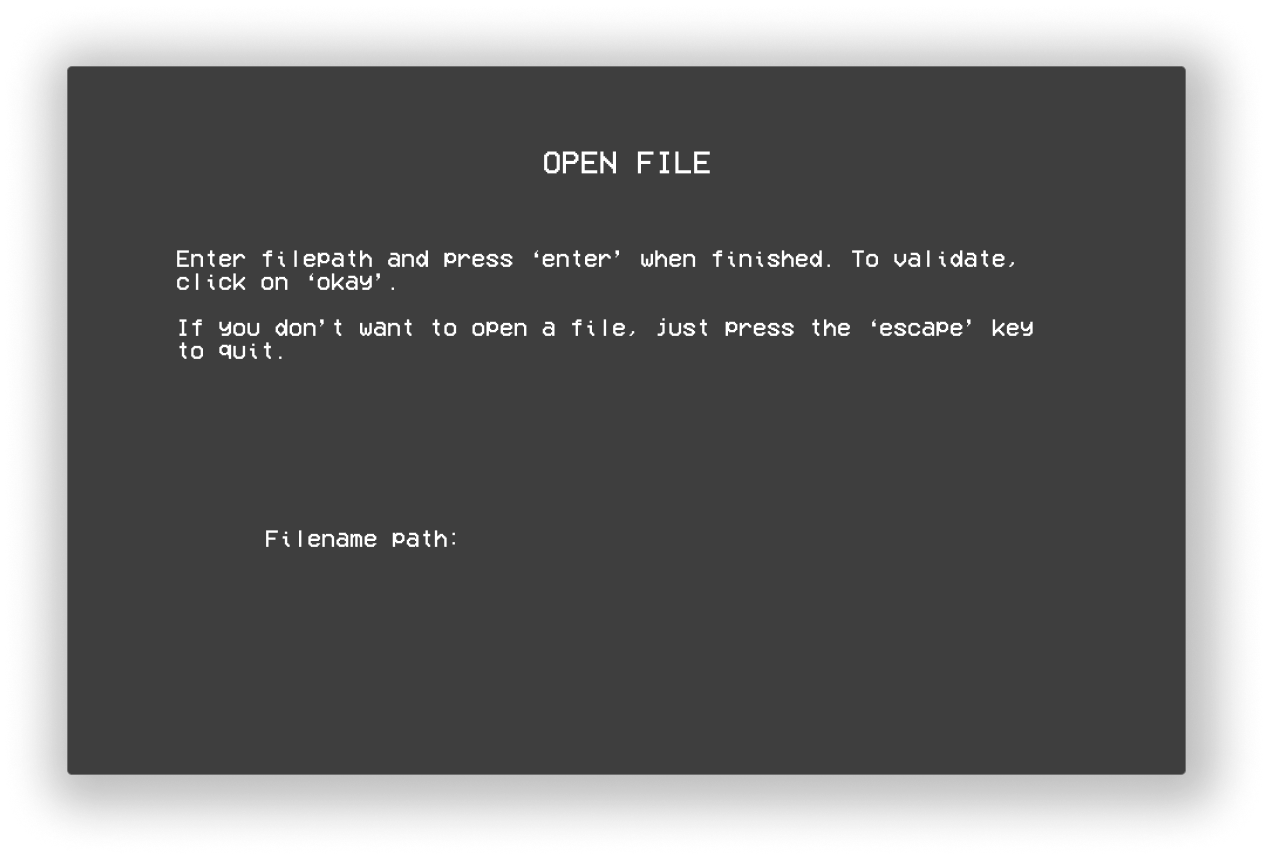 OPEN FILE
Enter filepath and press ‘enter’ when finished. To validate,
click on ‘okay’.
If you don’t want to open a file, just press the ‘escape’ key
to quit.
Filename path: